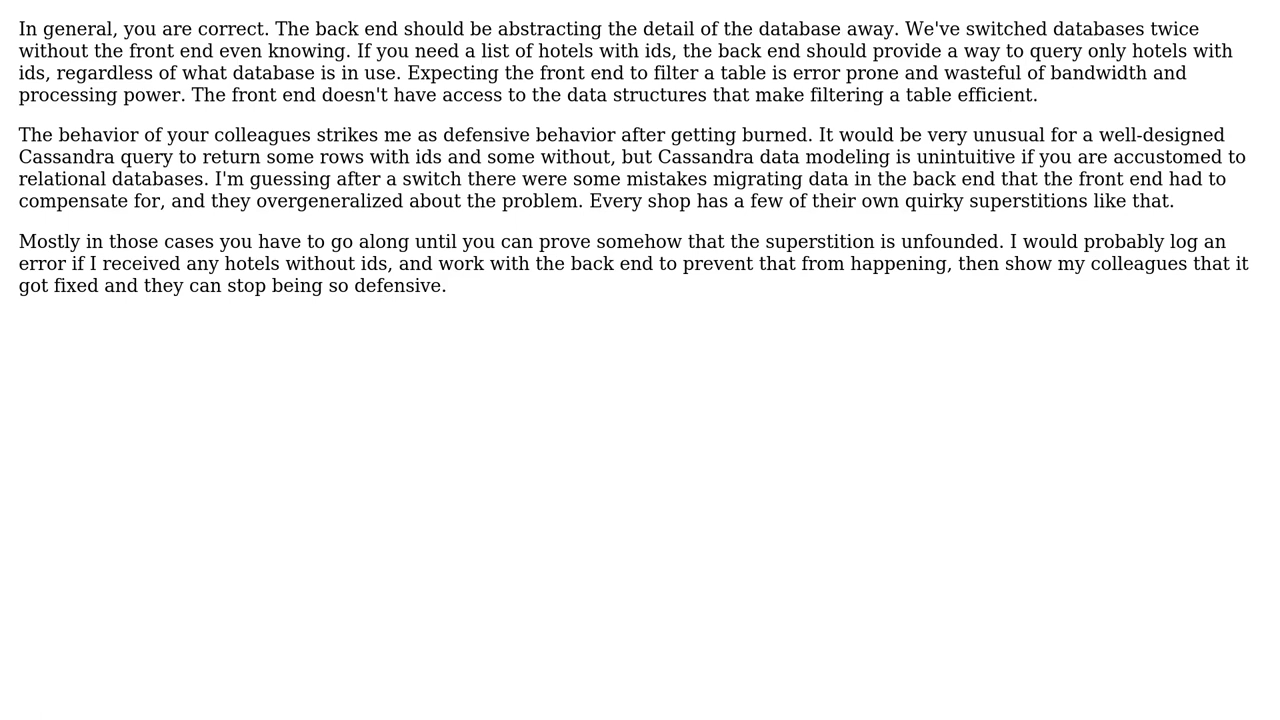 In general, you are correct. The back end should be abstracting the detail of the database away. We've switched databases twice
without the front end even knowing. If you need a list of hotels with ids, the back end should provide a way to query only hotels with
ids, regardless of what database is in use. Expecting the front end to filter a table is error prone and wasteful of bandwidth and
processing power. The front end doesn't have access to the data structures that make filtering a table efficient.
The behavior of your colleagues strikes me as defensive behavior after getting burned. It would be very unusual for a well-designed
Cassandra query to return some rows with ids and some without, but Cassandra data modeling is unintuitive if you are accustomed to
relational databases. I'm guessing after a switch there were some mistakes migrating data in the back end that the front end had to
compensate for, and they overgeneralized about the problem. Every shop has a few of their own quirky superstitions like that.
Mostly in those cases you have to go along until you can prove somehow that the superstition is unfounded. I would probably log an
error if I received any hotels without ids, and work with the back end to prevent that from happening, then show my colleagues that it
got fixed and they can stop being so defensive.